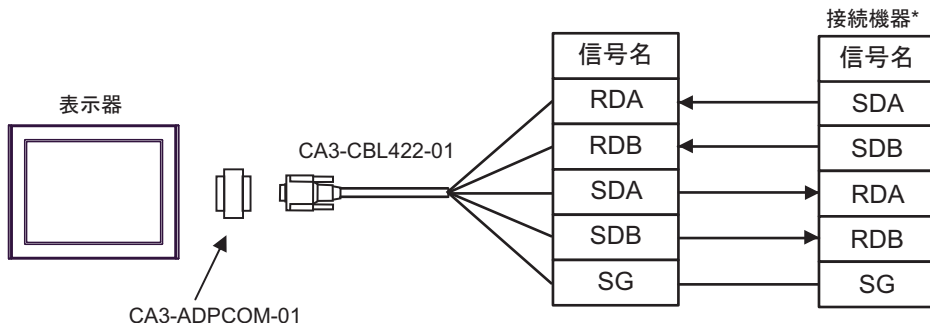 接続機器*
信号名
信号名
表示器
RDA
SDA
CA3-CBL422-01
RDB
SDB
SDA
RDA
SDB
RDB
SG
SG
CA3-ADPCOM-01